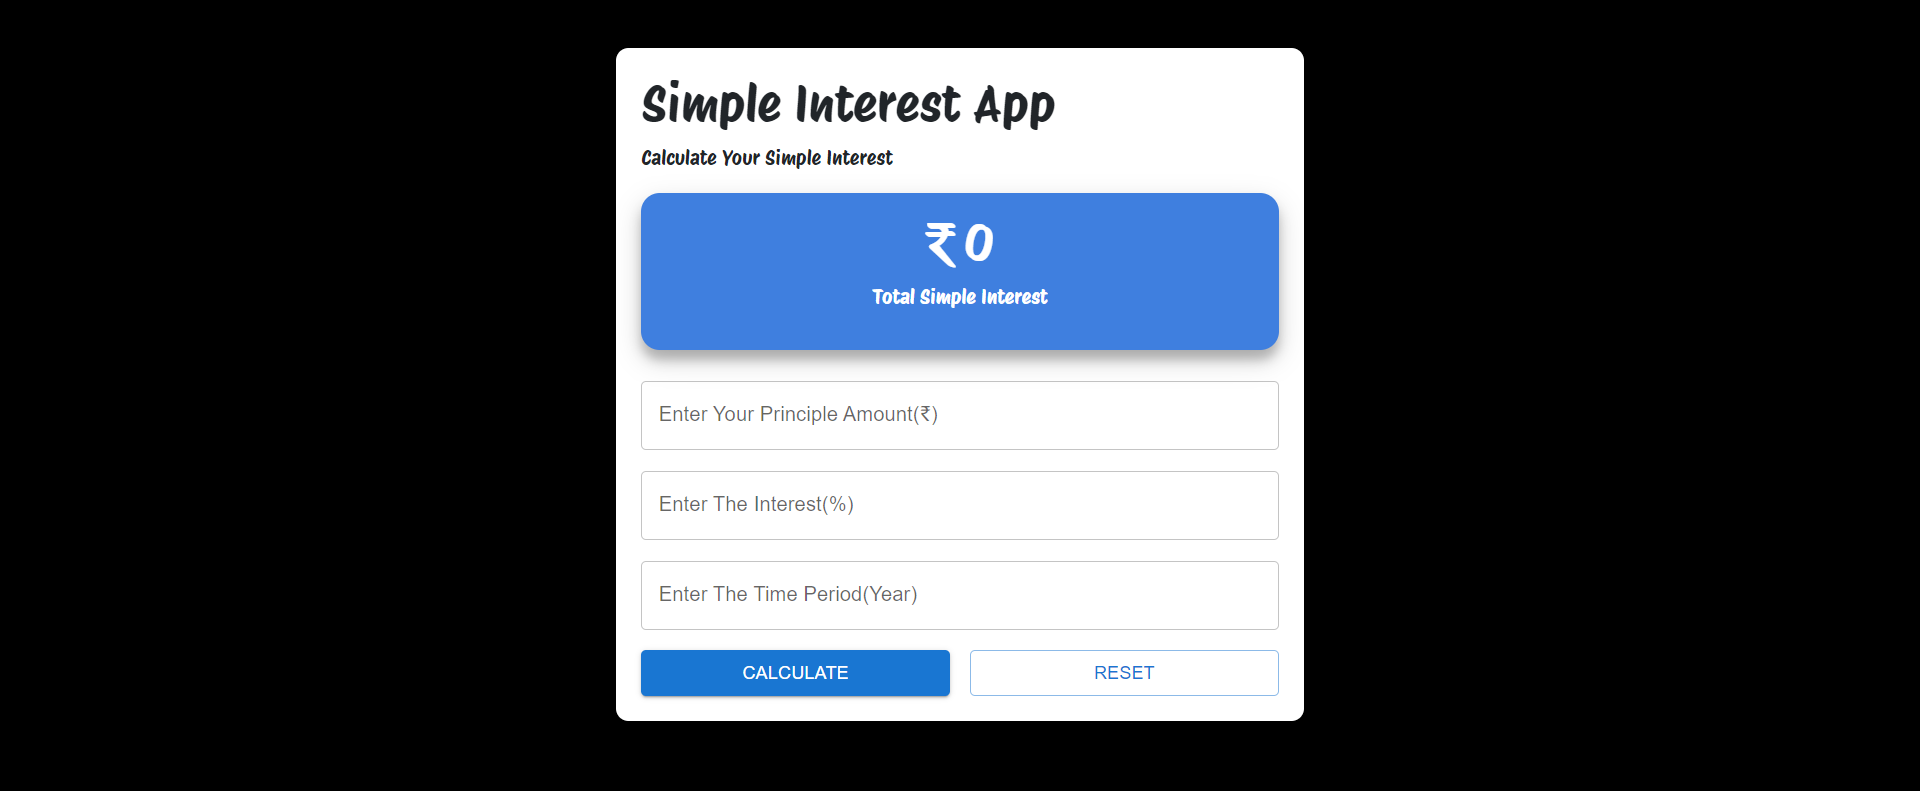 Simple Interest App
Calculate Your Simple Interest
₹ 0
Total Simple Interest
Enter Your Principle Amount(₹)
Enter The Interest(%)
Enter The Time Period(Year)
CALCULATE RESET